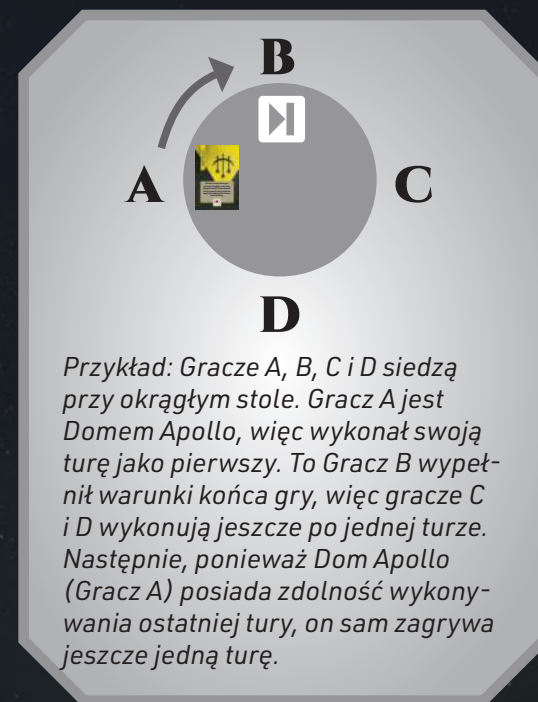 B
A
C
D
Przykład: Gracze A, B, C i D siedzą
przy okrągłym stole. Gracz A jest
Domem Apollo, więc wykonał swoją
turę jako pierwszy. To Gracz B wypeł-
nił warunki końca gry, więc gracze C
i D wykonują jeszcze po jednej turze.
Następnie, ponieważ Dom Apollo
(Gracz A) posiada zdolność wykony-
wania ostatniej tury, on sam zagrywa
jeszcze jedną turę.